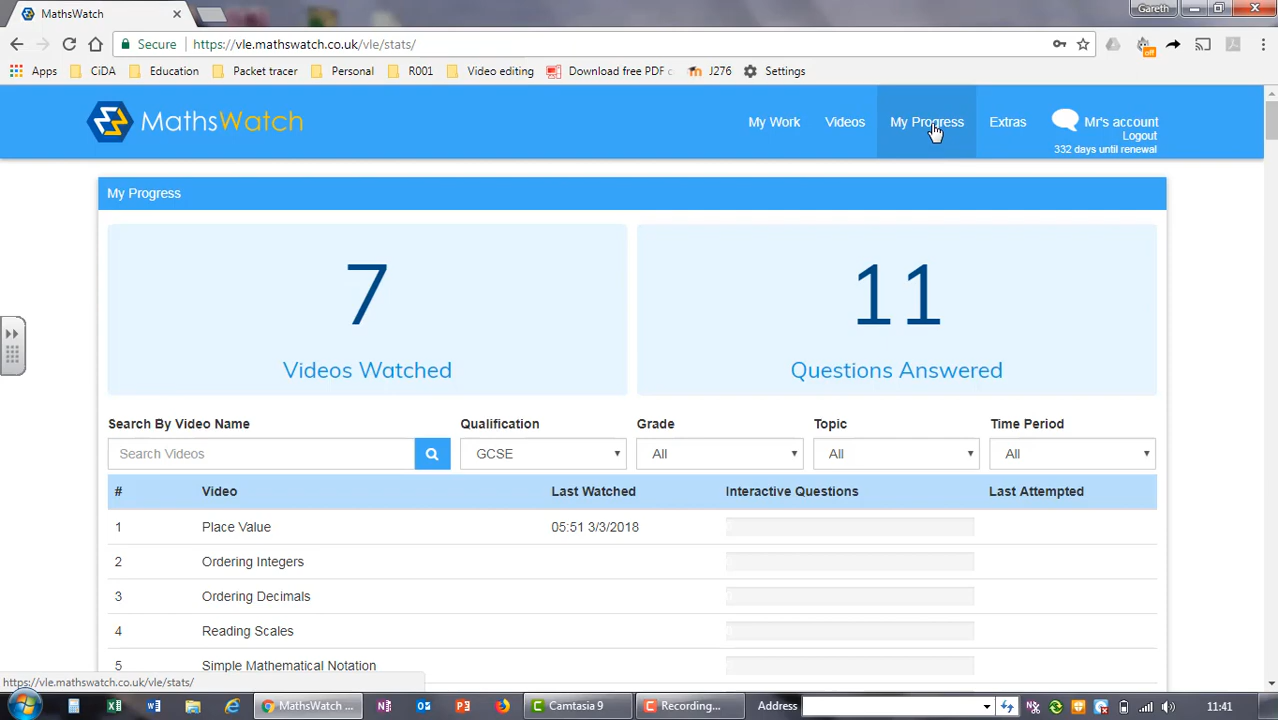 MathsWatch
Gareth
Secure https://vle.mathswatch.co.uk/vle/stats/
off
Apps CiDA Education Packet tracer Personal R001 Video editing Download free PDF c J276 Settings
MathsWatch
My Work Videos My Progress Extras Mr's account
Logout
332 days until renewal
My Progress
7 11
Videos Watched Questions Answered
Search By Video Name Qualification Grade Topic Time Period
Search Videos GCSE All All All
# Video Last Watched Interactive Questions Last Attempted
1 Place Value 05:51 3/3/2018
2 Ordering Integers
3 Ordering Decimals
4 Reading Scales
5 Simple Mathematical Notation
https://vle.mathswatch.co.uk/vle/stats/
MathsWatch ... Camtasia 9 Recording... Address 11:41